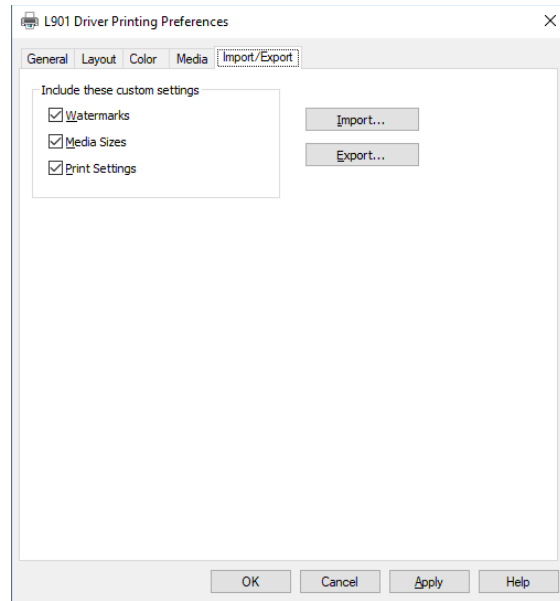 L901 Driver Printing Preferences
General Layout Color Media Import/Export
Include these custom settings
Watermarks
Media Sizes
Print Settings
Import...
Export...
OK Cancel Apply Help